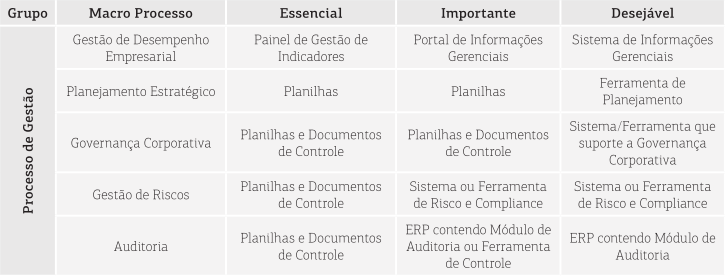 Grupo Macro Processo Essencial Importante Desejável
Processo de Gestão
Gestão de Desempenho
Empresarial
Painel de Gestão de
Indicadores
Portal de Informações
Gerenciais
Sistema de Informações
Gerenciais
Planejamento Estratégico
Planilhas
Planilhas
Ferramenta de
Planejamento
Governança Corporativa
Planilhas e Documentos
de Controle
Planilhas e Documentos
de Controle
Sistema/Ferramenta que
suporte a Governança
Corporativa
Gestão de Riscos
Planilhas e Documentos
de Controle
Sistema ou Ferramenta
de Risco e Compliance
Sistema ou Ferramenta
de Risco e Compliance
Auditoria
Planilhas e Documentos
de Controle
ERP contendo Módulo de
Auditoria ou Ferramenta
de Controle
ERP contendo Módulo de
Auditoria